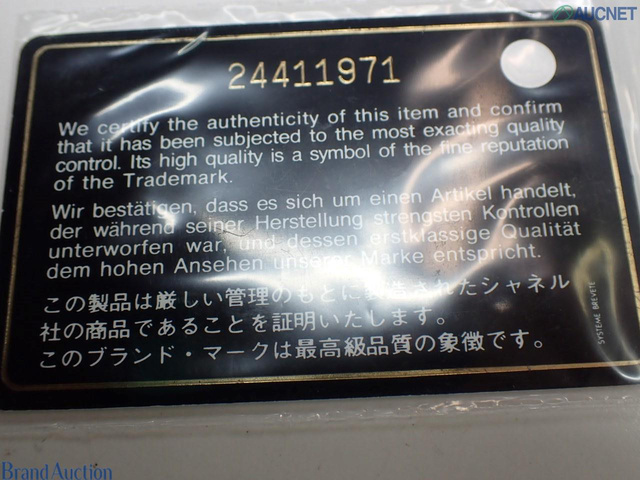 AUCNET
24411971
We certify the authenticity of this item and confirm
that it has been subjected to the most exacting quality
control. Its high quality is a symbol of the fine reputation
of the Trademark.
Wir bestätigen, dass es sich um einen Artikel handelt,
der während seiner Herstellung strengsten Kontrollen
unterworfen war, und dessen erstklassige Qualität
dem hohen Ansehen unserer Marke entspricht.
この製品は厳しい管理のもとに製造されたシャネル
社の商品であることを証明いたします。
このブランド・マークは最高級品質の象徴です。
SYSTEME BREVETE
BrandAuction